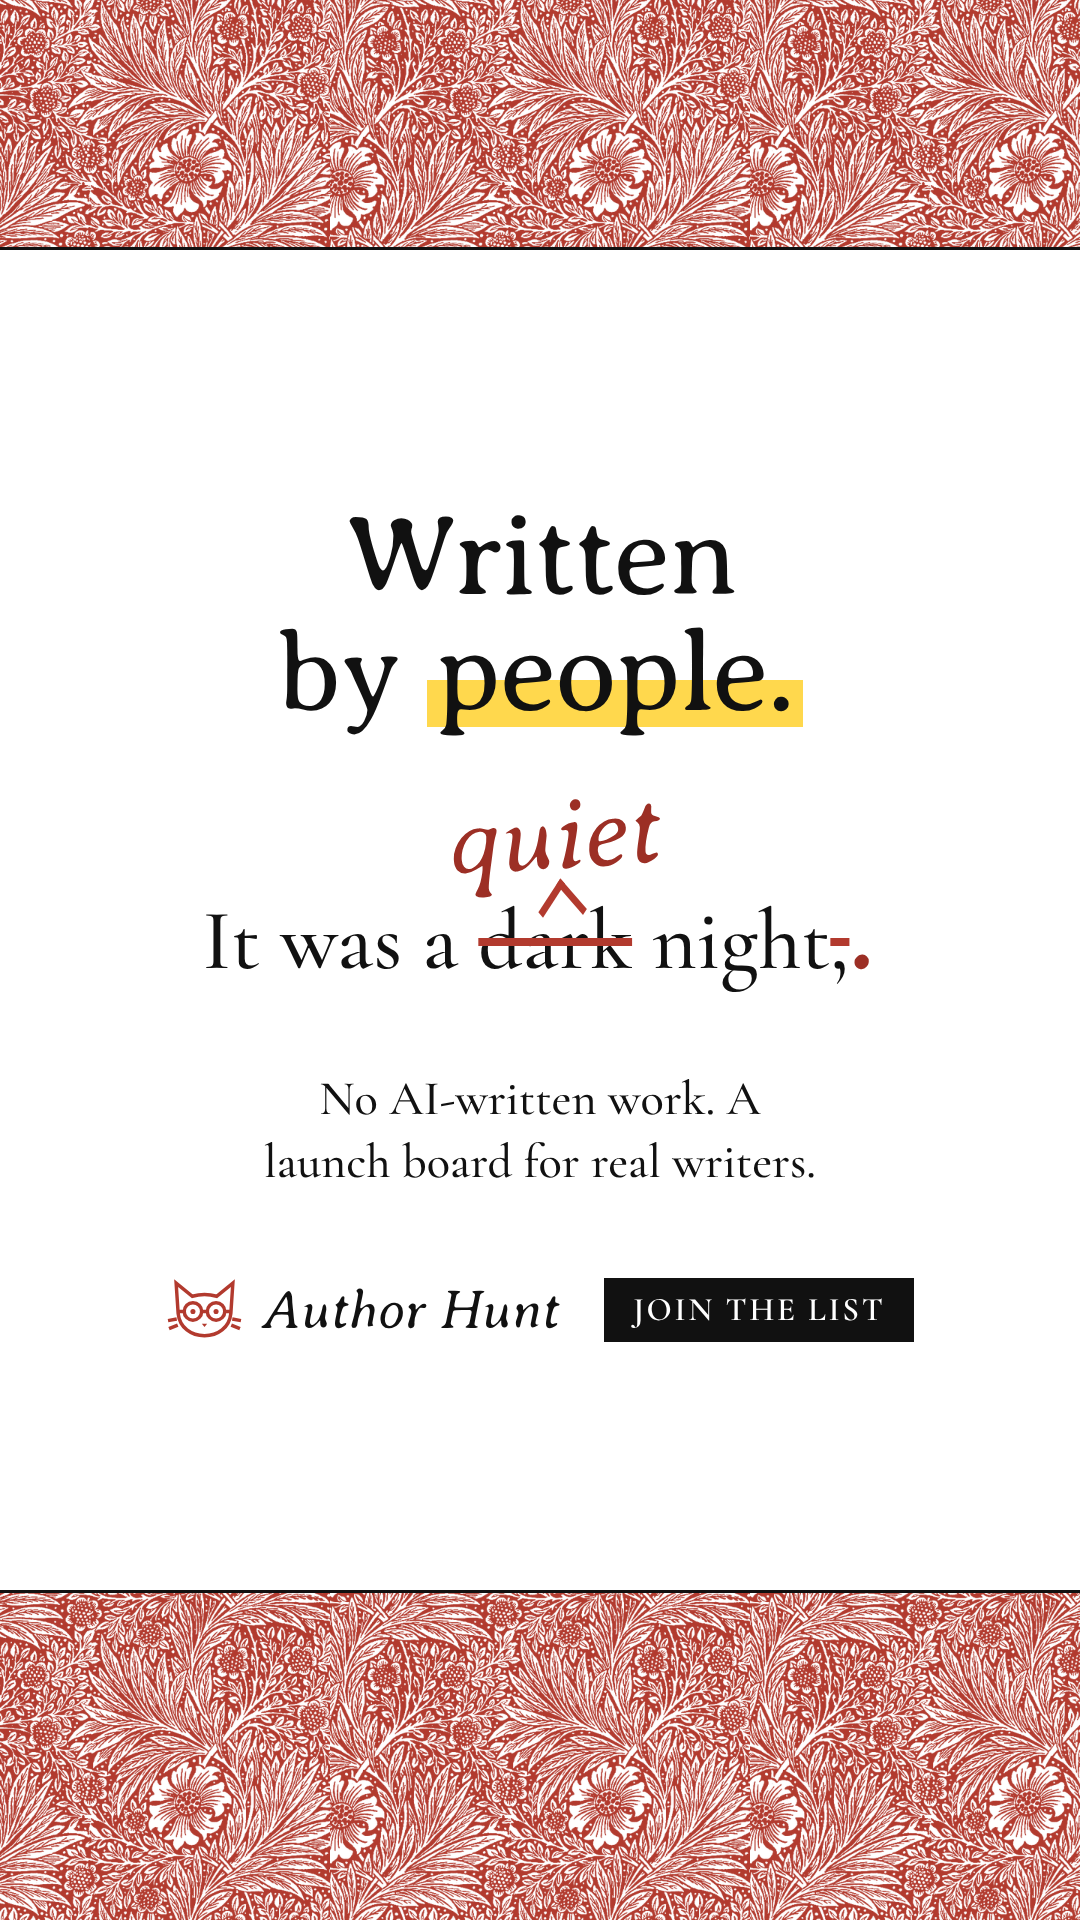 Written
by people.
quiet
It was a dark night,.
No AI-written work. A
launch board for real writers.
Author Hunt
JOIN THE LIST